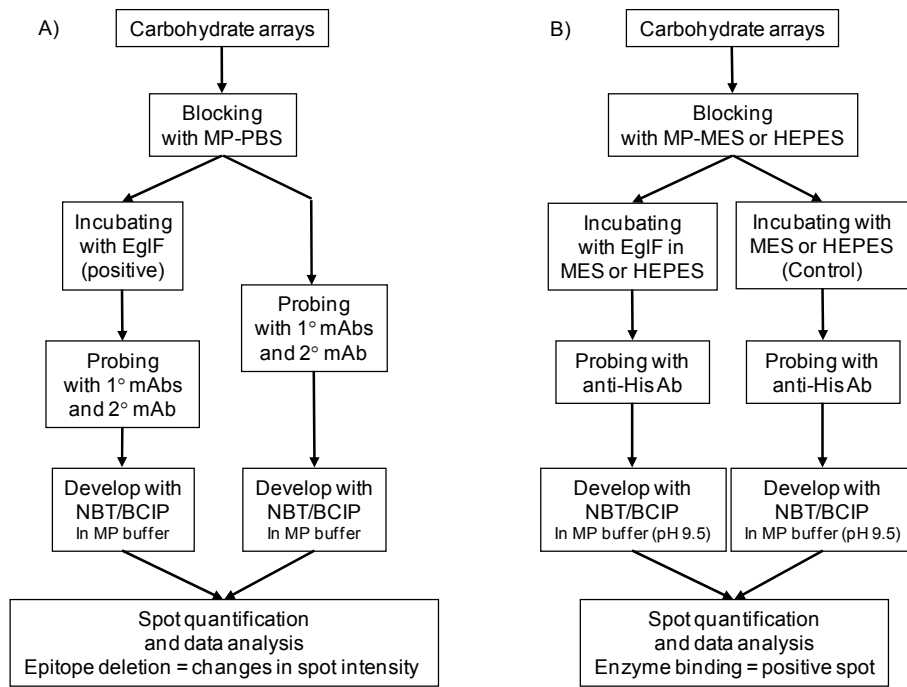 A)
Carbohydrate arrays
Blocking
with MP-PBS
Incubating
with EglF
(positive)
Probing
with 1° mAbs
and 2° mAb
Develop with
NBT/BCIP
In MP buffer
Probing
with 1° mAbs
and 2° mAb
Develop with
NBT/BCIP
In MP buffer
Spot quantification
and data analysis
Epitope deletion = changes in spot intensity
B)
Carbohydrate arrays
Blocking
with MP-MES or HEPES
Incubating
with EglF in
MES or HEPES
Probing with
anti-His Ab
Develop with
NBT/BCIP
In MP buffer (pH 9.5)
Incubating with
MES or HEPES
(Control)
Probing with
anti-His Ab
Develop with
NBT/BCIP
In MP buffer (pH 9.5)
Spot quantification
and data analysis
Enzyme binding = positive spot